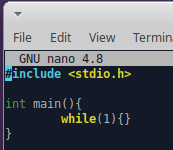 File Edit View Termin
GNU nano 4.8
#include <stdio.h>
int main(){
while(1){}
}